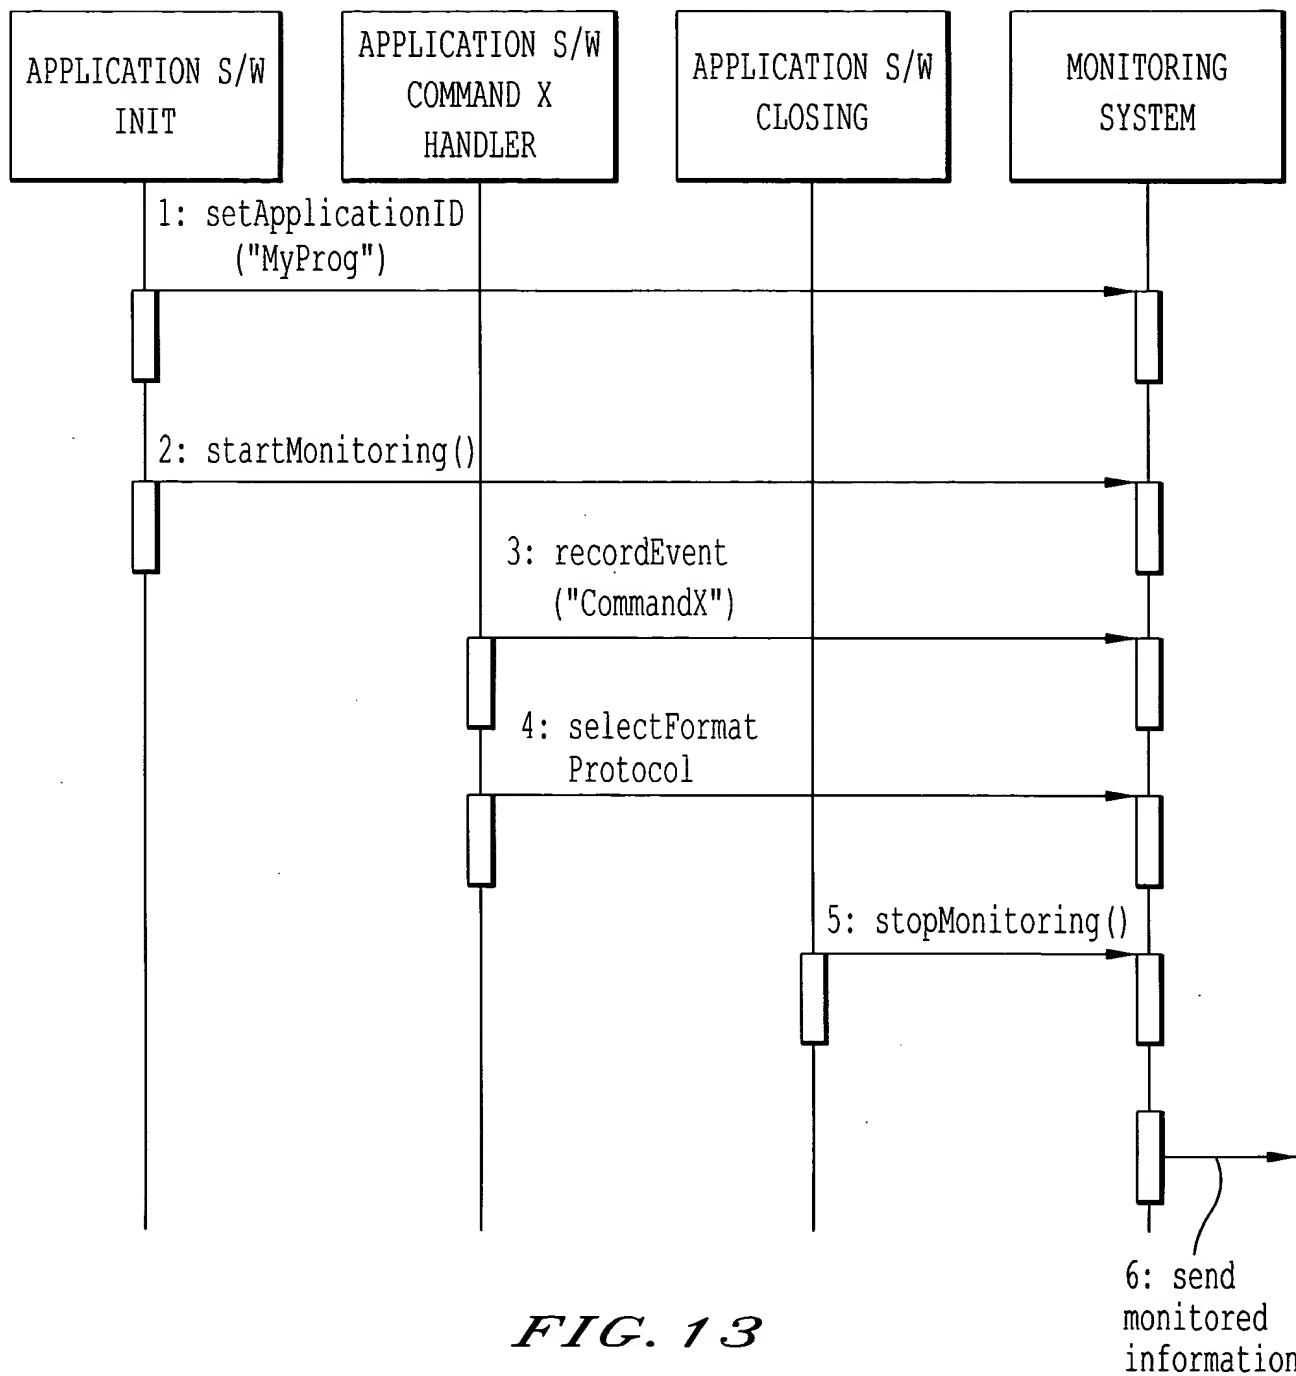 APPLICATION S/W
INIT
APPLICATION S/W
COMMAND X
HANDLER
APPLICATION S/W
CLOSING
MONITORING
SYSTEM
1: setApplicationID
("MyProg")
2: startMonitoring()
3: recordEvent
("CommandX")
4: selectFormat
Protocol
5: stopMonitoring()
6: send
monitored
information
FIG. 13